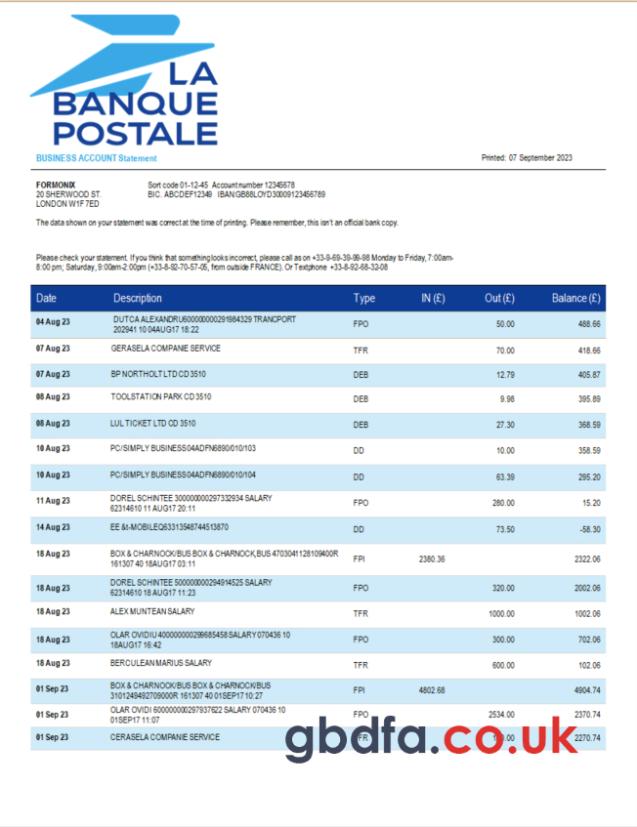 LA
BANQUE
POSTALE
BUSINESS ACCOUNT Statement Printed: 07 September 2023
FORMONIX Sort code 01-12-45 Account number 12345678
20 SHERWOOD ST. BIC. ABCDEF12349 IBAN:GB88LOYD30009123456789
LONDON W1F 7ED
The data shown on your statement was correct at the time of printing. Please remember, this isn't an official bank copy.
Please check your statement. If you think that something looks incorrect, please call as on +33-9-69-39-99-98 Monday to Friday, 7:00am-
8:00 pm; Saturday, 9:00am-2:00 pm (+33-8-92-70-57-05, from outside FRANCE). Or Textphone +33-8-92-68-32-08
Date Description Type IN (£) Out (£) Balance (£)
04 Aug 23 DUTCA ALEXANDRU600000000291984329 TRANCPORT
202941 10 04AUG17 18:22 FPO 50.00 488.66
07 Aug 23 GERASELA COMPANIE SERVICE TFR 70.00 418.66
07 Aug 23 BP NORTHOLT LTD CD 3510 DEB 12.79 405.87
08 Aug 23 TOOLSTATION PARK CD 3510 DEB 9.98 395.89
08 Aug 23 LUL TICKET LTD CD 3510 DEB 27.30 368.59
10 Aug 23 PC/SIMPLY BUSINESS04ADFN6890/010/103 DD 10.00 358.59
10 Aug 23 PC/SIMPLY BUSINESS04ADFN6890/010/104 DD 63.39 295.20
11 Aug 23 DOREL SCHINTEE 300000000297332934 SALARY
62314610 11 AUG17 20:11 FPO 280.00 15.20
14 Aug 23 EE &t-MOBILEQ63313548744513870 DD 73.50 -58.30
18 Aug 23 BOX & CHARNOCK/BUS BOX & CHARNOCK,BUS 4703041128109400R
161307 40 18AUG17 03:11 FPI 2380.36 2322.06
18 Aug 23 DOREL SCHINTEE 500000000294914525 SALARY
62314610 18 AUG17 11:23 FPO 320.00 2002.06
18 Aug 23 ALEX MUNTEAN SALARY TFR 1000.00 1002.06
18 Aug 23 OLAR OVIDIU 400000000299685458 SALARY 070436 10
18AUG17 16:42 FPO 300.00 702.06
18 Aug 23 BERCULEAN MARIUS SALARY TFR 600.00 102.06
01 Sep 23 BOX & CHARNOCK/BUS BOX & CHARNOCK/BUS
3101249492709000R 161307 40 01SEP17 10:27 FPI 4802.68 4904.74
01 Sep 23 OLAR OVIDI 600000000297937622 SALARY 070436 10
01SEP17 11:07 FPO 2534.00 2370.74
01 Sep 23 CERASELA COMPANIE SERVICE 2270.74
gbdfa.co.uk